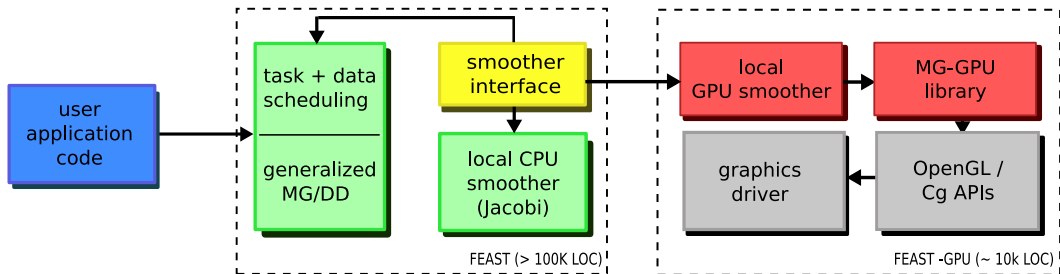 user
application
code
task + data
scheduling
generalized
MG/DD
smoother
interface
local CPU
smoother
(Jacobi)
FEAST (> 100K LOC)
local
GPU smoother
MG-GPU
library
graphics
driver
OpenGL /
Cg APIs
FEAST -GPU (~ 10k LOC)